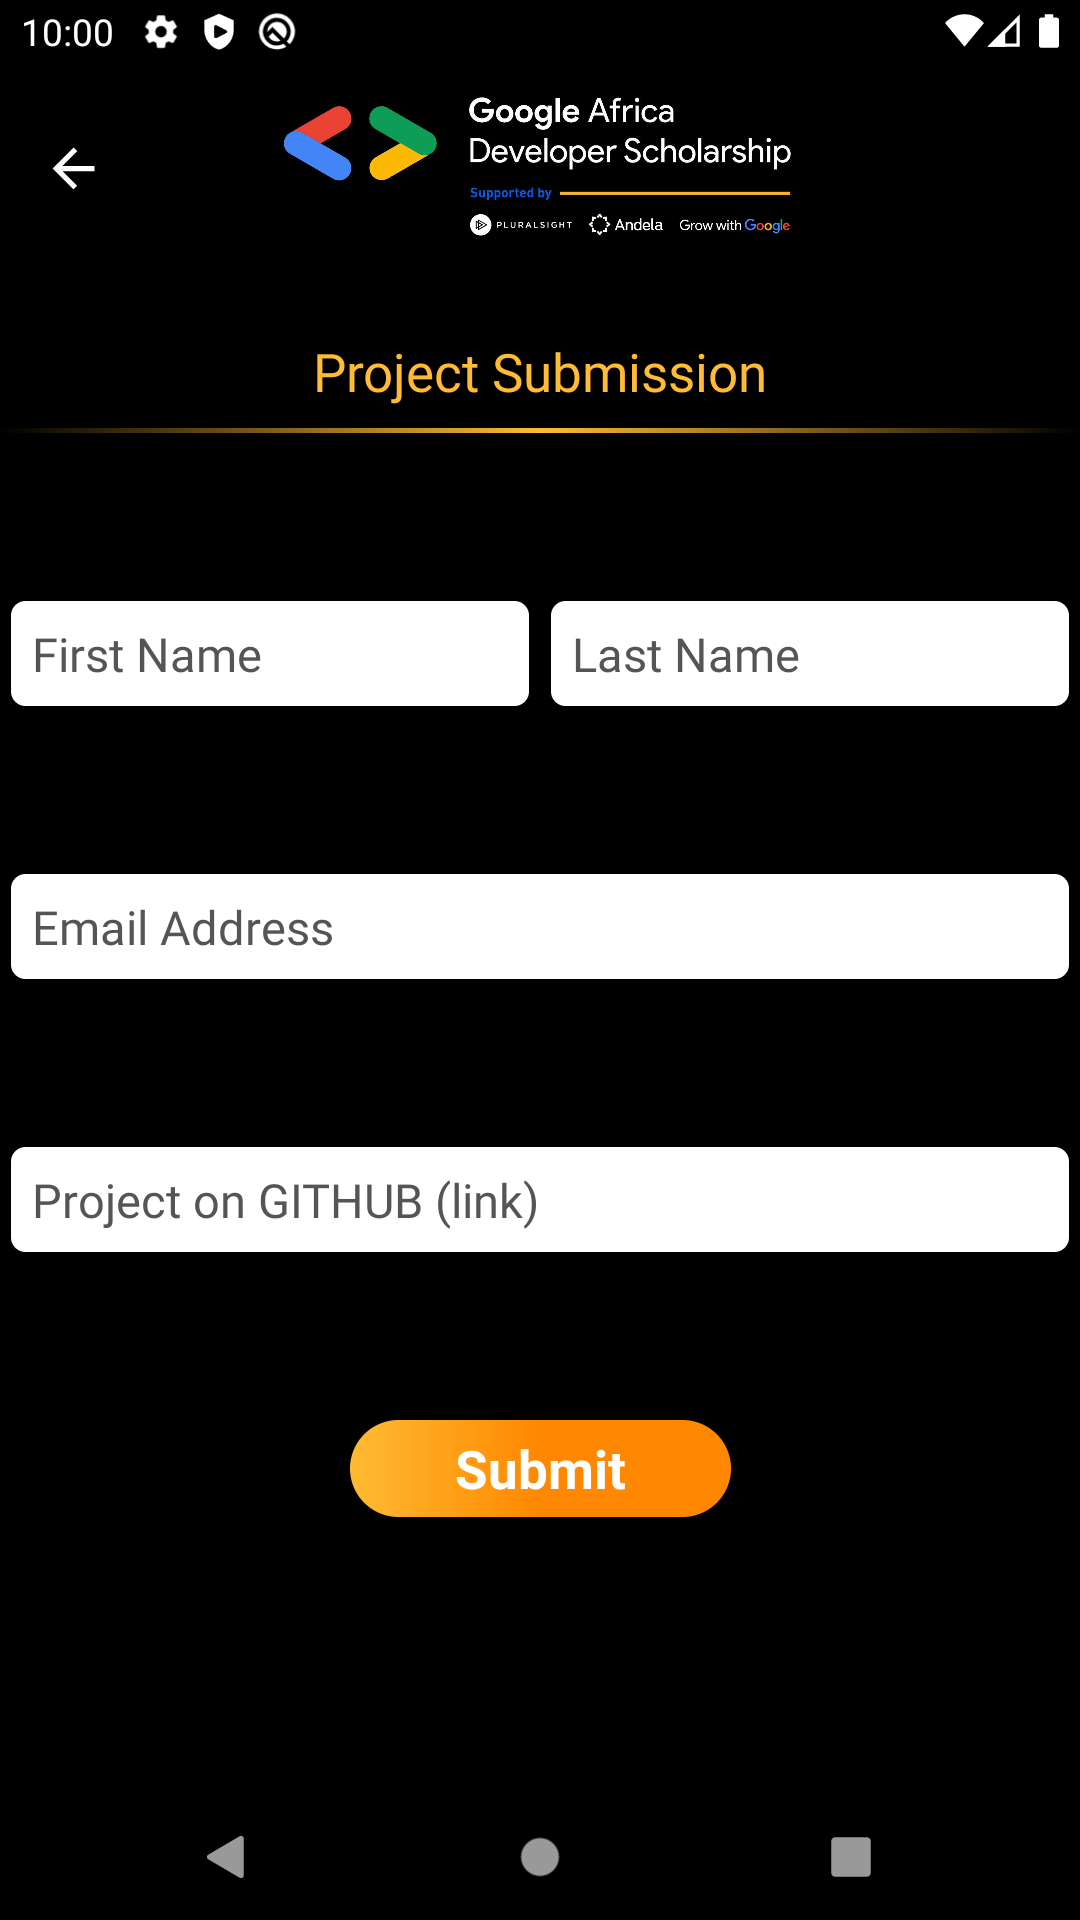 10:00
Google Africa
Developer Scholarship
Supported by
PLURALSIGHT Andela Grow with Google
Project Submission
First Name Last Name
Email Address
Project on GITHUB (link)
Submit